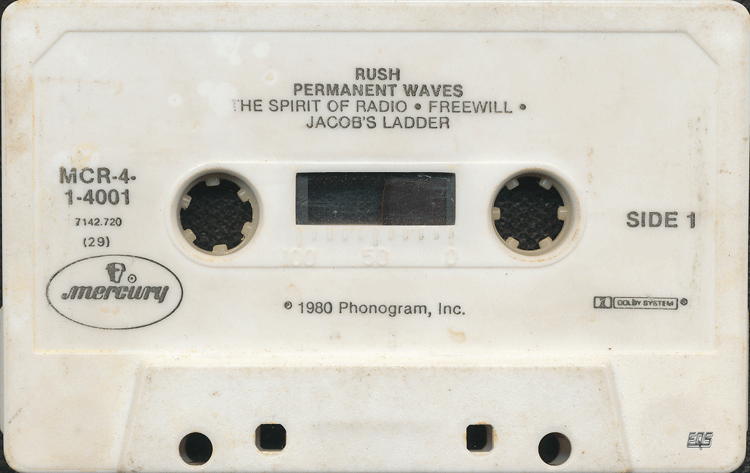 RUSH
PERMANENT WAVES
THE SPIRIT OF RADIO • FREEWILL •
JACOB'S LADDER
MCR-4-
1-4001
7142.720
(29)
mercury
SIDE 1
100 50 0
℗ 1980 Phonogram, Inc.
DOLBY SYSTEM ®